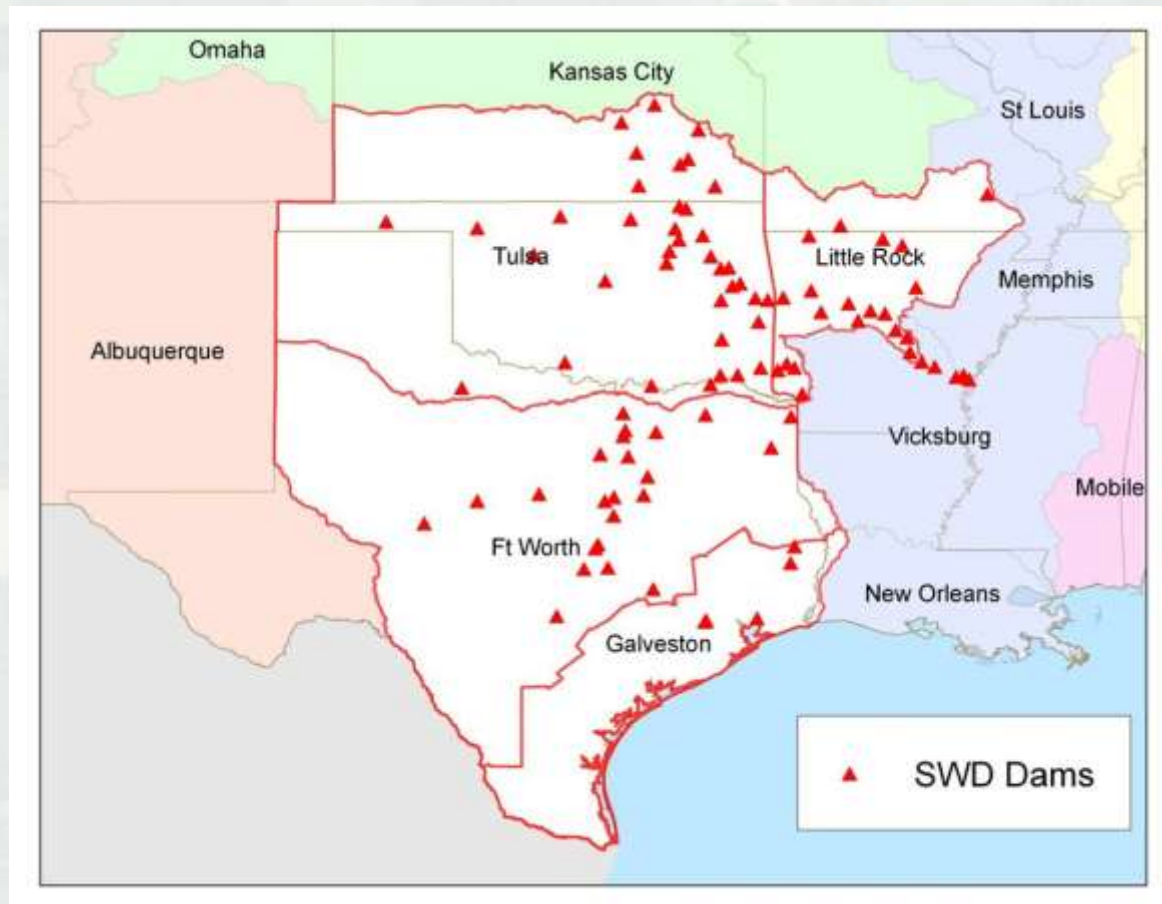 Omaha
Kansas City
St Louis
Tulsa
Little Rock
Memphis
Albuquerque
Vicksburg
Mobile
Ft Worth
New Orleans
Galveston
SWD Dams